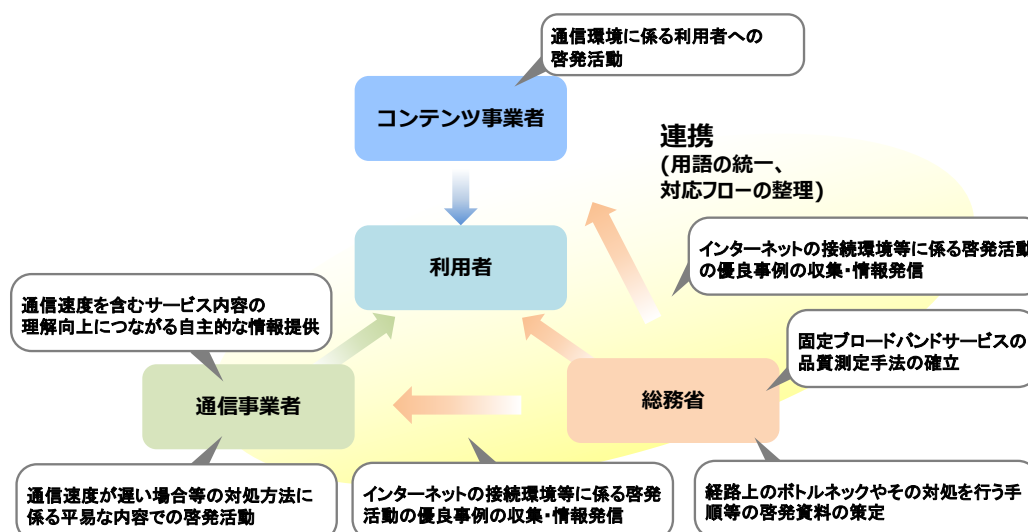 通信環境に係る利用者への
啓発活動
コンテンツ事業者
連携
(用語の統一、
対応フローの整理)
利用者
インターネットの接続環境等に係る啓発活動
の優良事例の収集・情報発信
通信速度を含むサービス内容の
理解向上につながる自主的な情報提供
固定ブロードバンドサービスの
品質測定手法の確立
通信事業者
総務省
通信速度が遅い場合等の対処方法に
係る平易な内容での啓発活動
インターネットの接続環境等に係る啓発
活動の優良事例の収集・情報発信
経路上のボトルネックやその対処を行う手
順等の啓発資料の策定